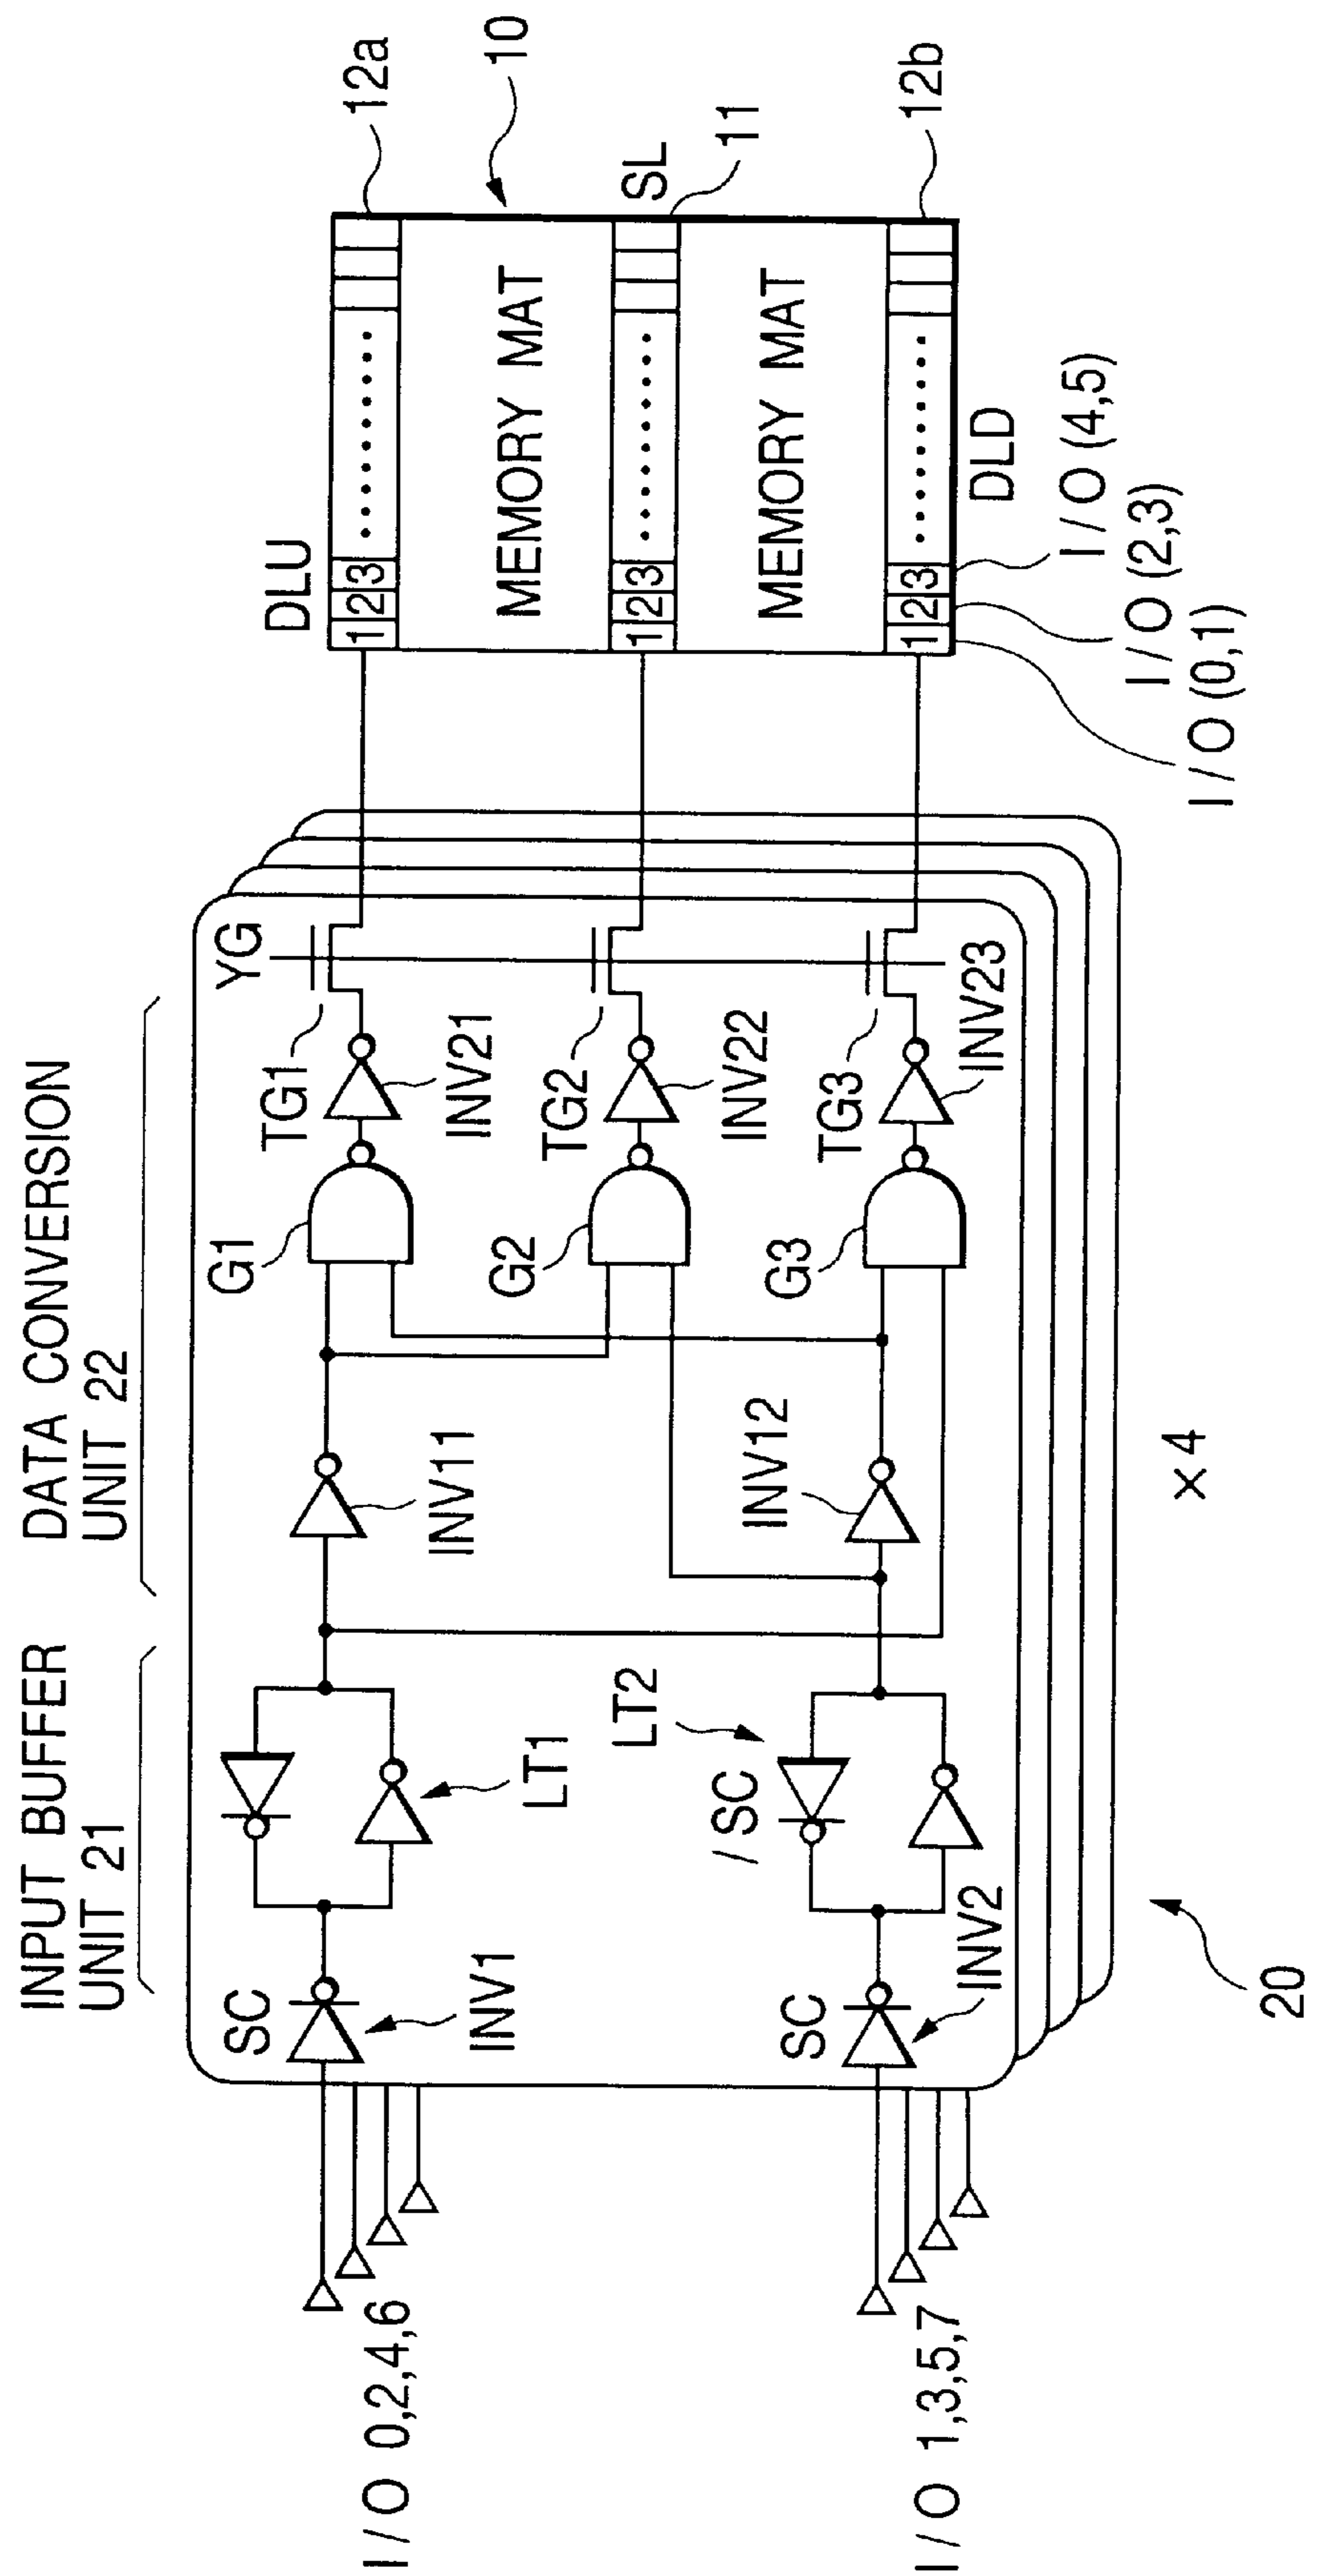 INPUT BUFFER
UNIT 21
DATA CONVERSION
UNIT 22
I/O 0,2,4,6
I/O 1,3,5,7
SC
INV1
LT1
INV11
G1
TG1
INV21
YG
G2
TG2
INV22
SC
INV2
/SC
LT2
INV12
G3
TG3
INV23
20
×4
DLU
1 2 3
12a
10
MEMORY MAT
SL
11
1 2 3
MEMORY MAT
1 2 3
12b
DLD
I/O (0,1)
I/O (2,3)
I/O (4,5)